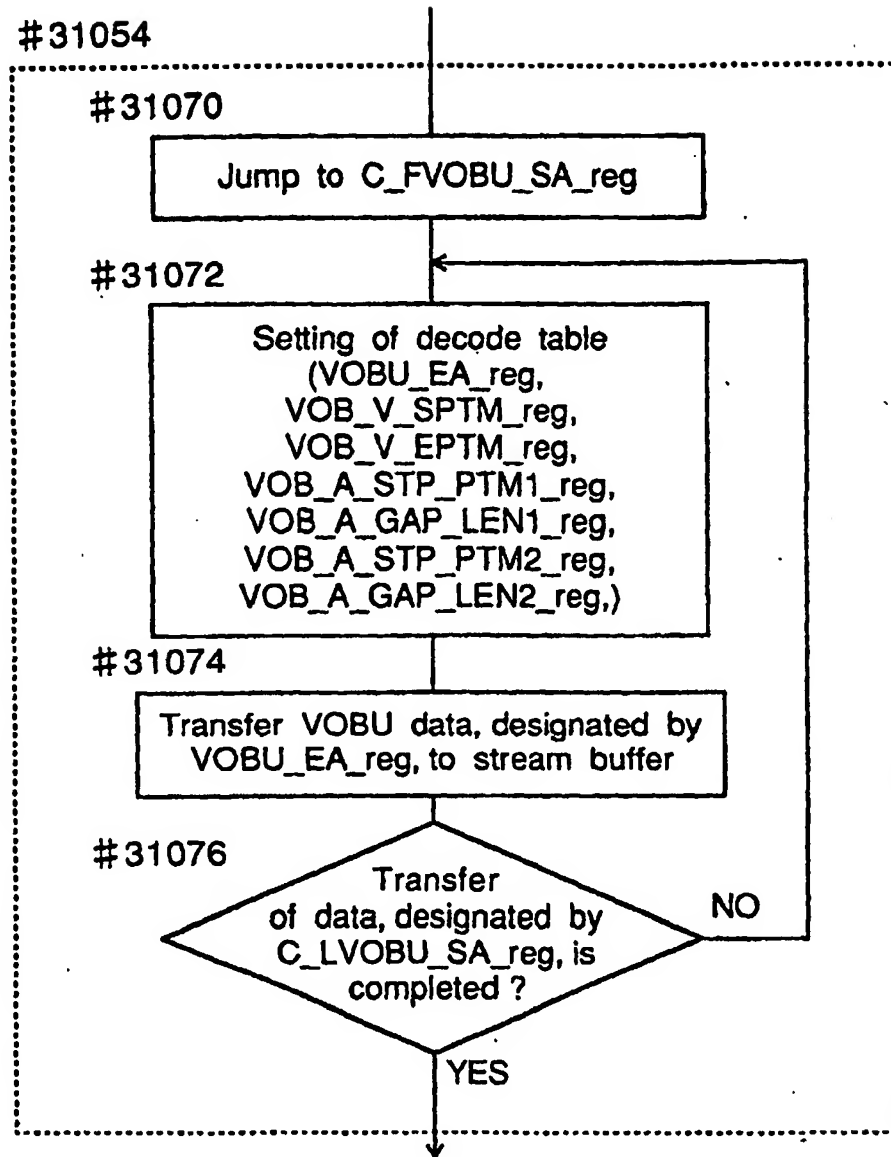 #31054
#31070
Jump to C_FVOBU_SA_reg
#31072
Setting of decode table
(VOBU_EA_reg,
VOB_V_SPTM_reg,
VOB_V_EPTM_reg,
VOB_A_STP_PTM1_reg,
VOB_A_GAP_LEN1_reg,
VOB_A_STP_PTM2_reg,
VOB_A_GAP_LEN2_reg,)
#31074
Transfer VOBU data, designated by
VOBU_EA_reg, to stream buffer
#31076
Transfer
of data, designated by
C_LVOBU_SA_reg, is
completed ?
NO
YES